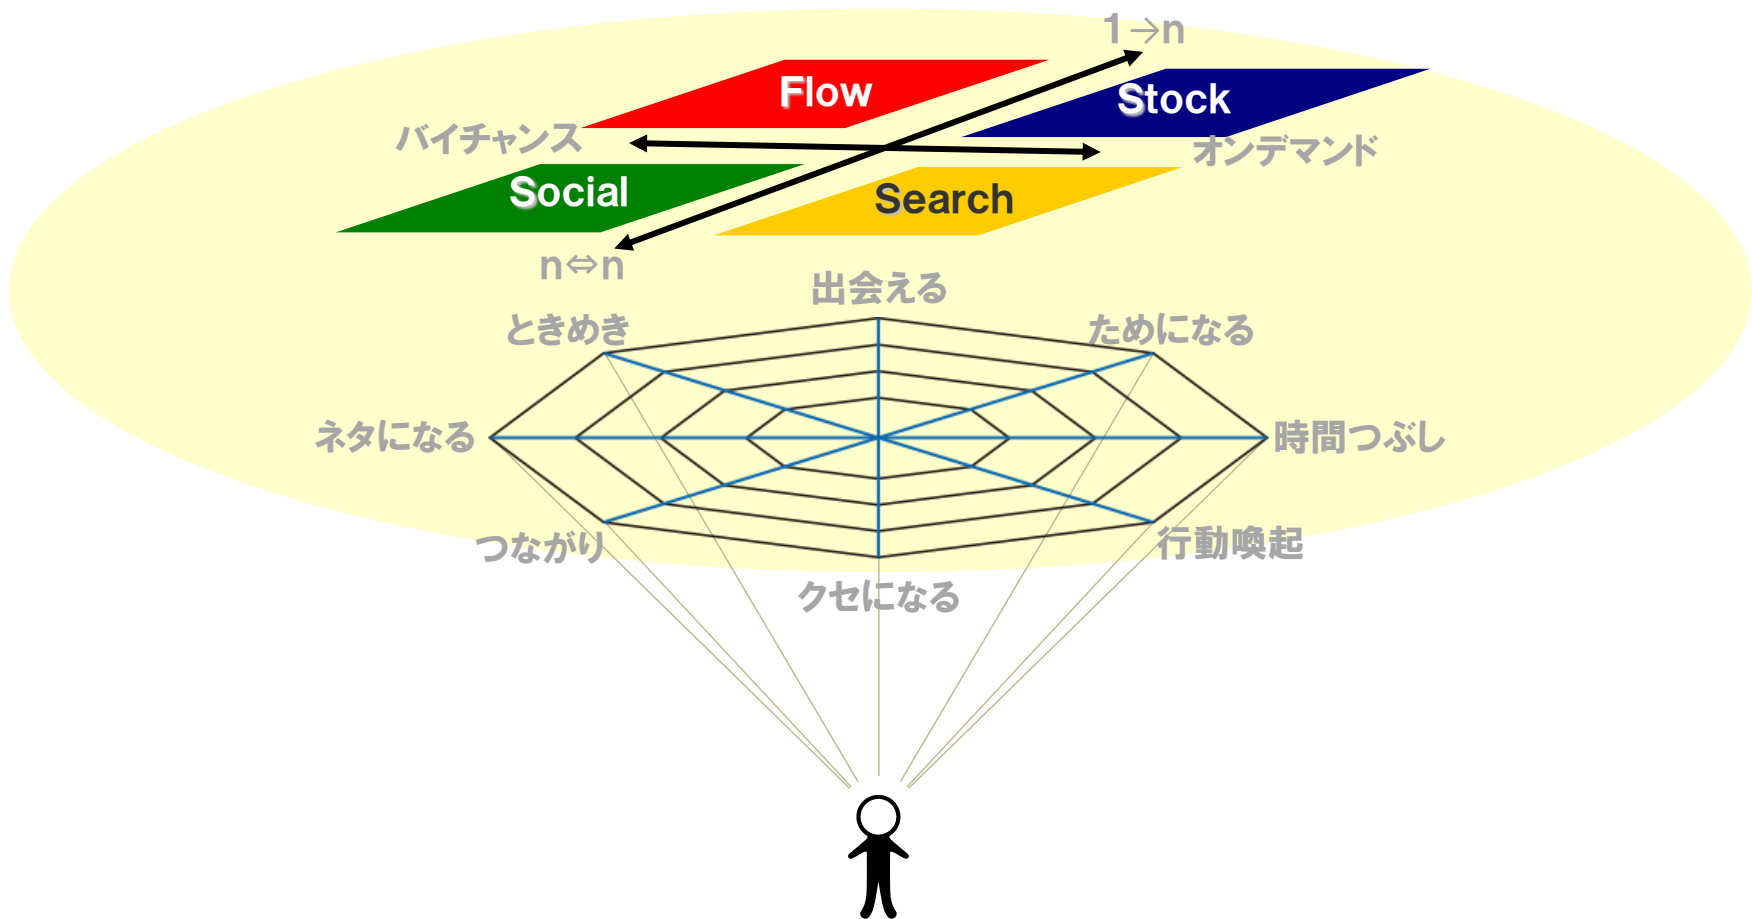 1→n
Flow
Stock
バイチャンス
オンデマンド
Social
Search
n⇔n
出会える
ときめき
ためになる
ネタになる
時間つぶし
つながり
行動喚起
クセになる